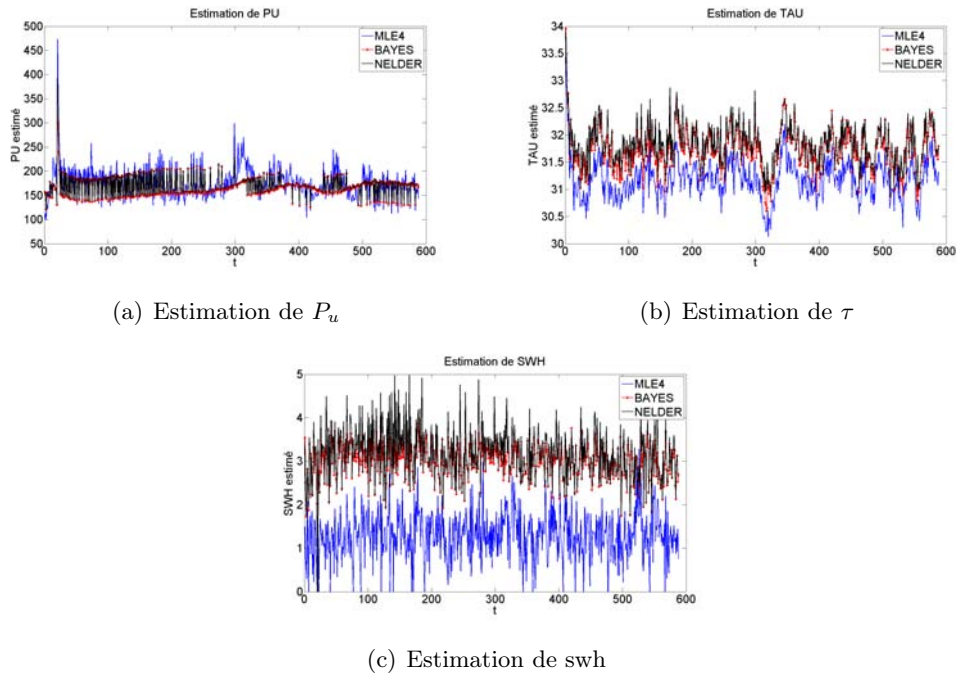 Estimation de PU
500
450
400
350
300
250
200
150
100
50
PU estimé
0 100 200 300 400 500 600
t
MLE4
BAYES
NELDER
(a) Estimation de P_u
Estimation de TAU
34
33.5
33
32.5
32
31.5
31
30.5
30
TAU estimé
0 100 200 300 400 500 600
t
MLE4
BAYES
NELDER
(b) Estimation de τ
Estimation de SWH
5
4
3
2
1
0
SWH estimé
0 100 200 300 400 500 600
t
MLE4
BAYES
NELDER
(c) Estimation de swh